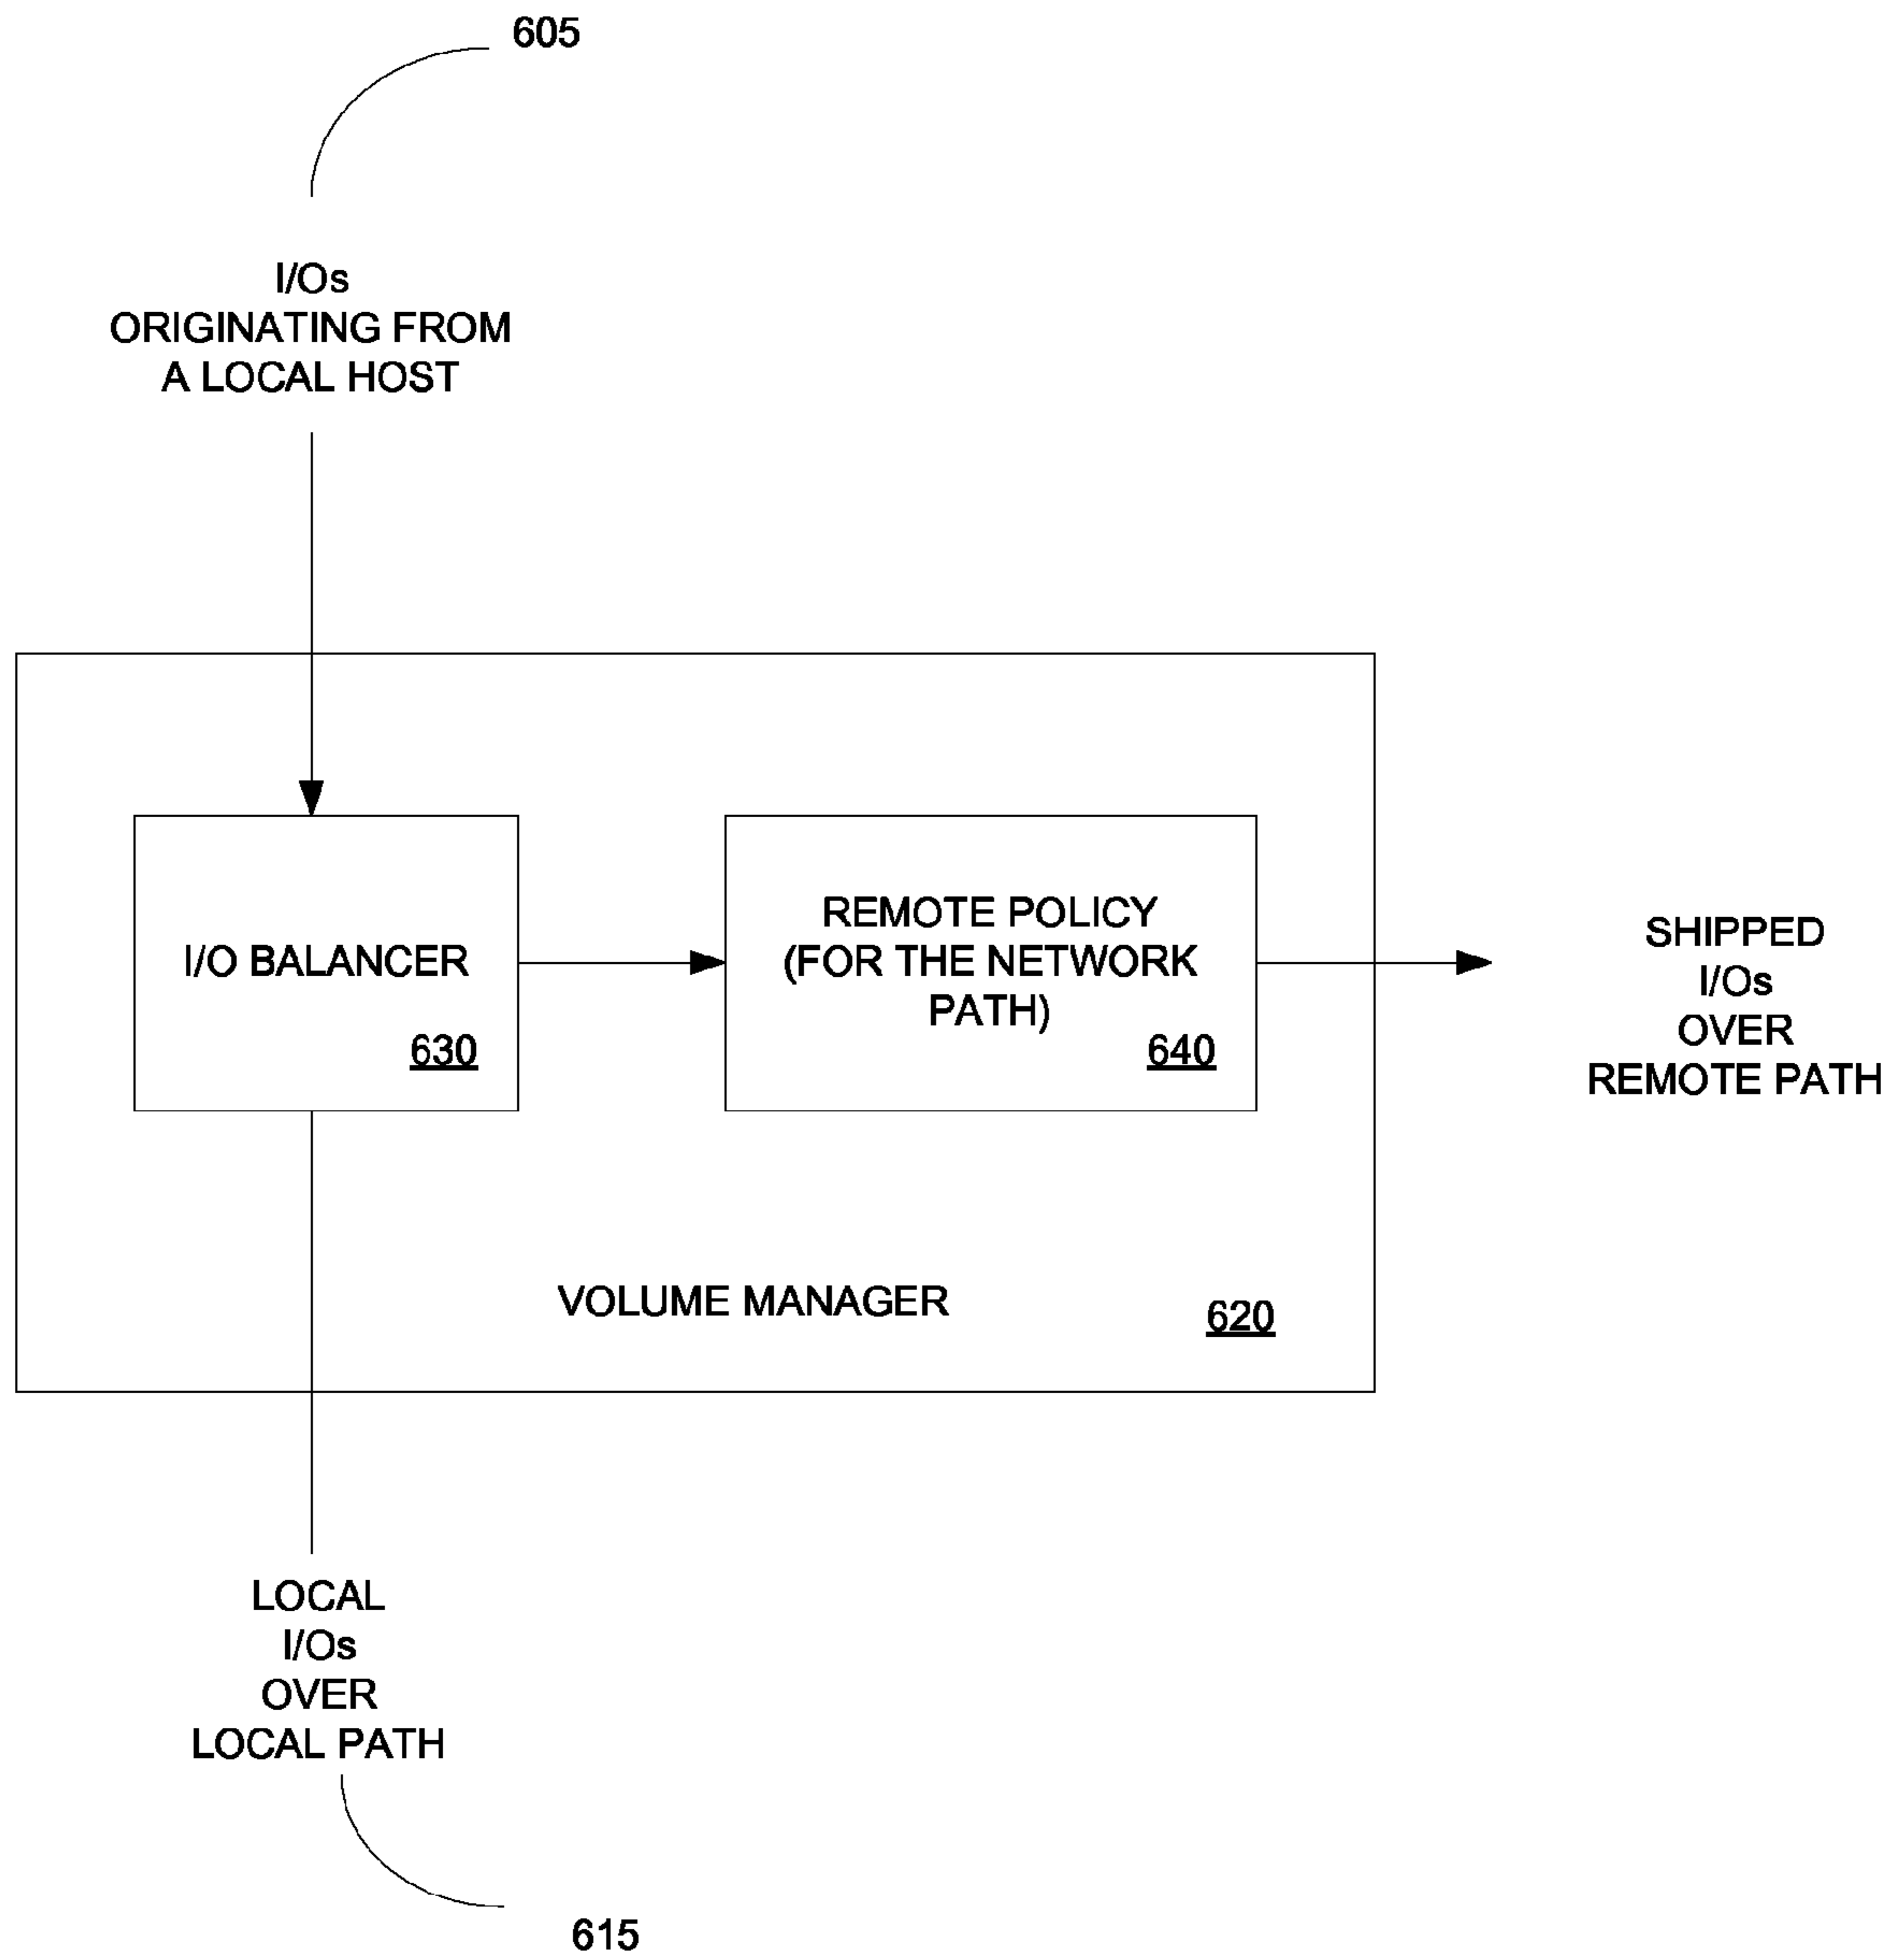 605
I/Os
ORIGINATING FROM
A LOCAL HOST
I/O BALANCER
630
REMOTE POLICY
(FOR THE NETWORK
PATH)
640
SHIPPED
I/Os
OVER
REMOTE PATH
VOLUME MANAGER
620
LOCAL
I/Os
OVER
LOCAL PATH
615